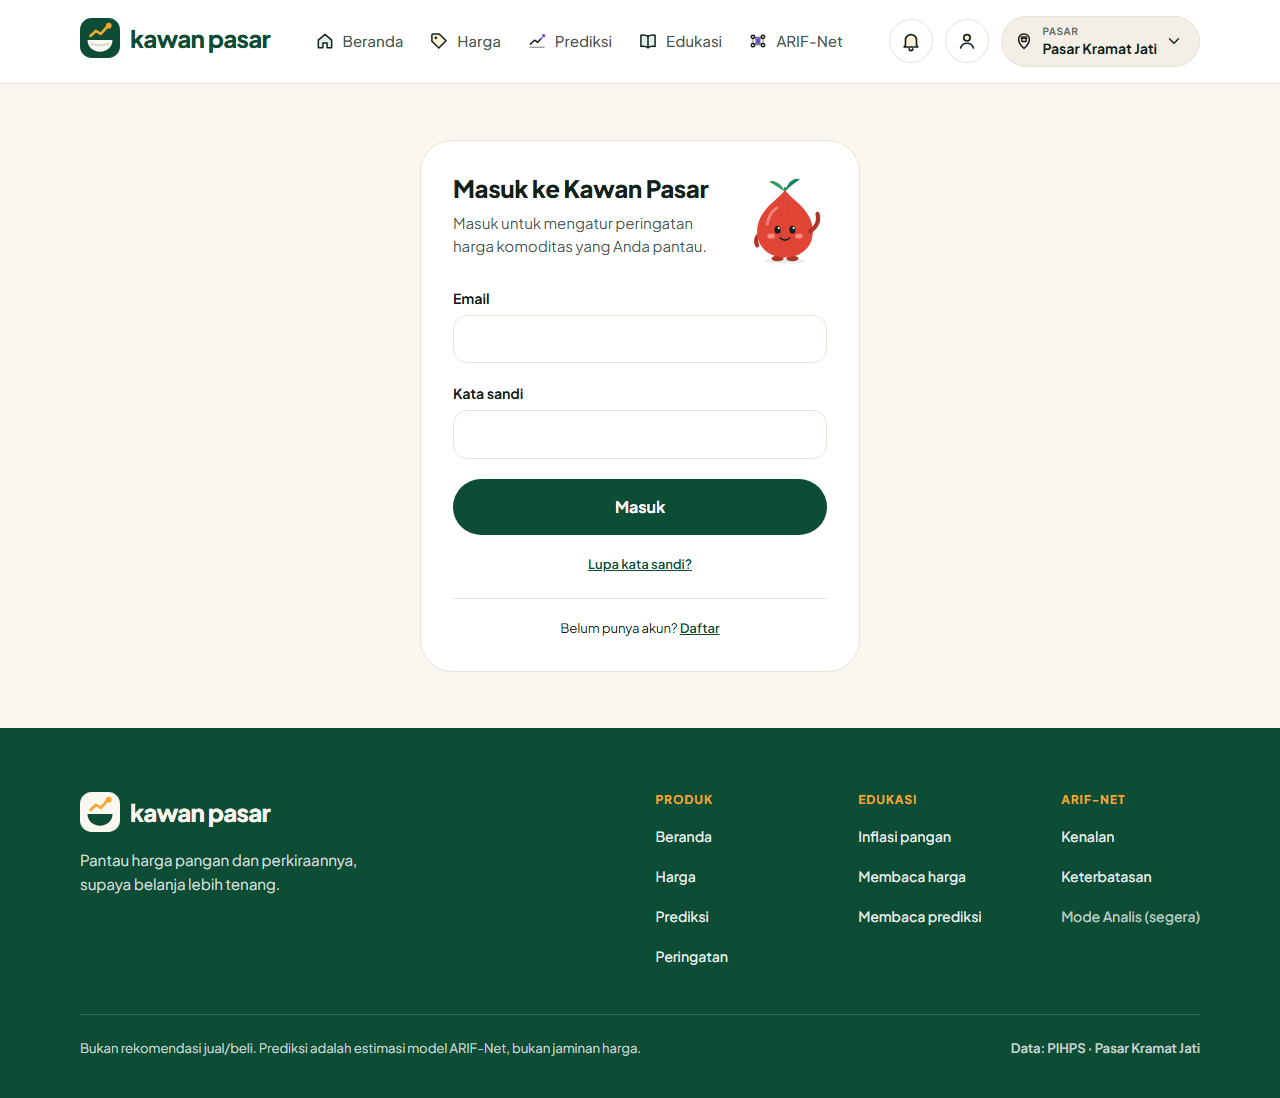 kawan pasar
Beranda
Harga
Prediksi
Edukasi
ARIF-Net
PASAR
Pasar Kramat Jati
Masuk ke Kawan Pasar
Masuk untuk mengatur peringatan
harga komoditas yang Anda pantau.
Email
Kata sandi
Masuk
Lupa kata sandi?
Belum punya akun? Daftar
kawan pasar
Pantau harga pangan dan perkiraannya,
supaya belanja lebih tenang.
PRODUK
Beranda
Harga
Prediksi
Peringatan
EDUKASI
Inflasi pangan
Membaca harga
Membaca prediksi
ARIF-NET
Kenalan
Keterbatasan
Mode Analis (segera)
Bukan rekomendasi jual/beli. Prediksi adalah estimasi model ARIF-Net, bukan jaminan harga.
Data: PIHPS · Pasar Kramat Jati